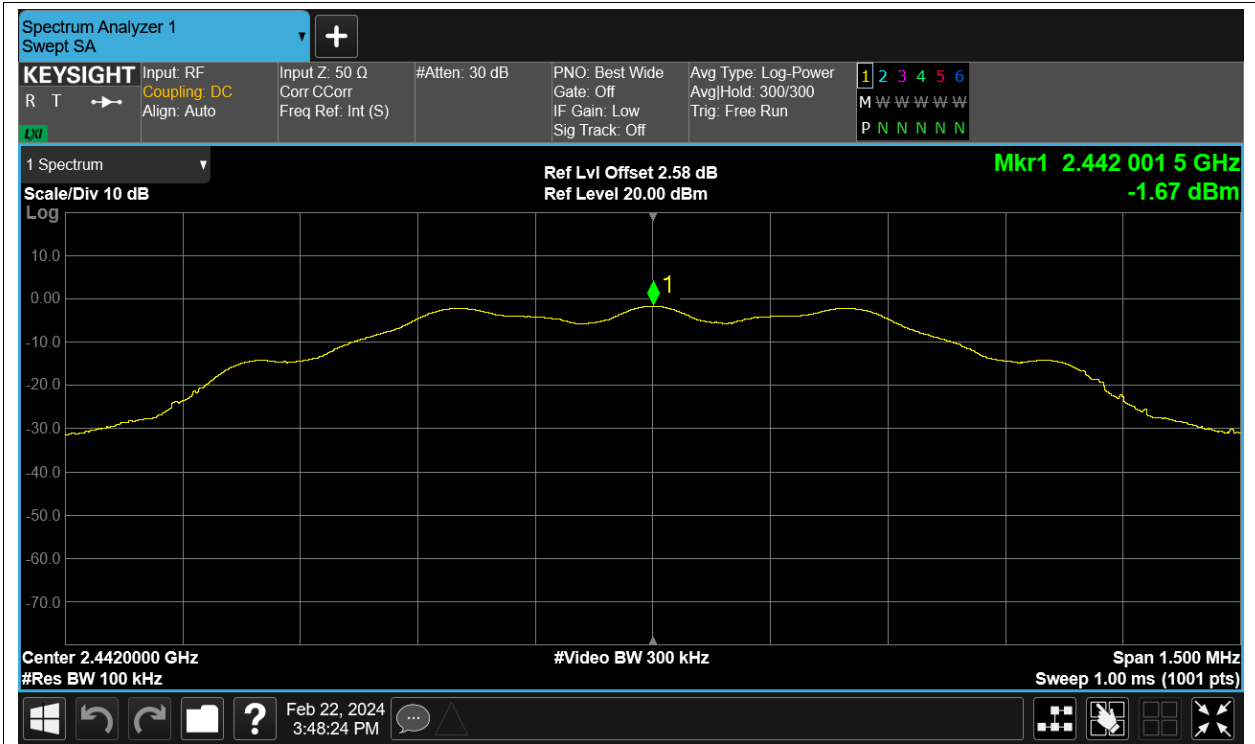 Spectrum Analyzer 1
Swept SA
+
KEYSIGHT
R T
LXI
Input: RF
Coupling: DC
Align: Auto
Input Z: 50 Ω
Corr CCorr
Freq Ref: Int (S)
#Atten: 30 dB
PNO: Best Wide
Gate: Off
IF Gain: Low
Sig Track: Off
Avg Type: Log-Power
Avg|Hold: 300/300
Trig: Free Run
1 2 3 4 5 6
M W W W W W
P N N N N N
1 Spectrum
Scale/Div 10 dB
Log
Ref Lvl Offset 2.58 dB
Ref Level 20.00 dBm
Mkr1 2.442 001 5 GHz
-1.67 dBm
1
10.0
0.00
-10.0
-20.0
-30.0
-40.0
-50.0
-60.0
-70.0
Center 2.4420000 GHz
#Res BW 100 kHz
#Video BW 300 kHz
Span 1.500 MHz
Sweep 1.00 ms (1001 pts)
?
Feb 22, 2024
3:48:24 PM